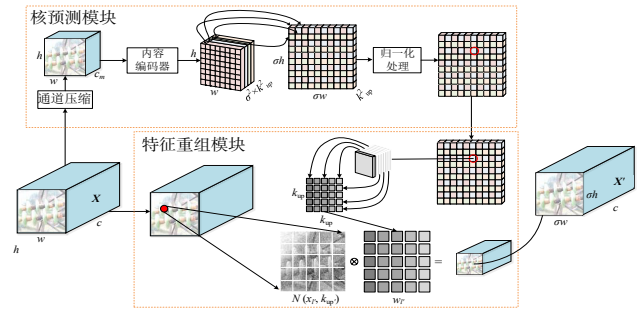 核预测模块
h
w
c_m
内容
编码器
h
w
σ² × k²_up
σh
σw
k²_up
归一化
处理
通道压缩
特征重组模块
X
h
w
c
k_up
k_up
N (x_l', k_up)
⊗
w_l'
=
X'
σh
σw
c